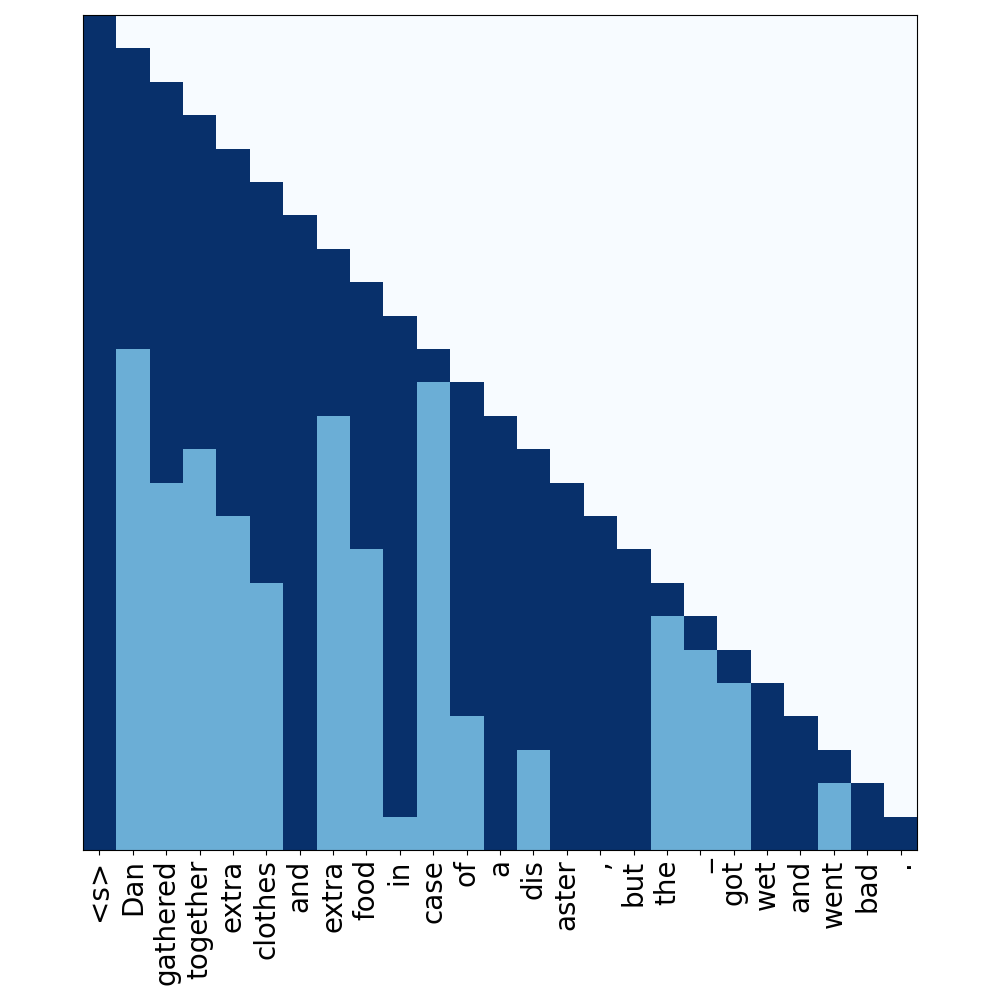 <s> Dan gathered together extra clothes and extra food in case of a dis aster , but the _ got wet and went bad .